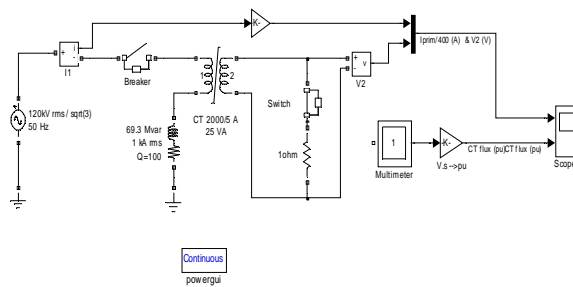 -K-
Iprim/400 (A) & V2 (V)
+
-
i
I1
Breaker
1
2
+
-
v
V2
120kV rms / sqrt(3)
50 Hz
CT 2000/5 A
25 VA
69.3 Mvar
1 kA rms
Q=100
Switch
1ohm
1
Multimeter
-K-
V.s -->pu
CT flux (pu)CT flux (pu)
Scope
Continuous
powergui